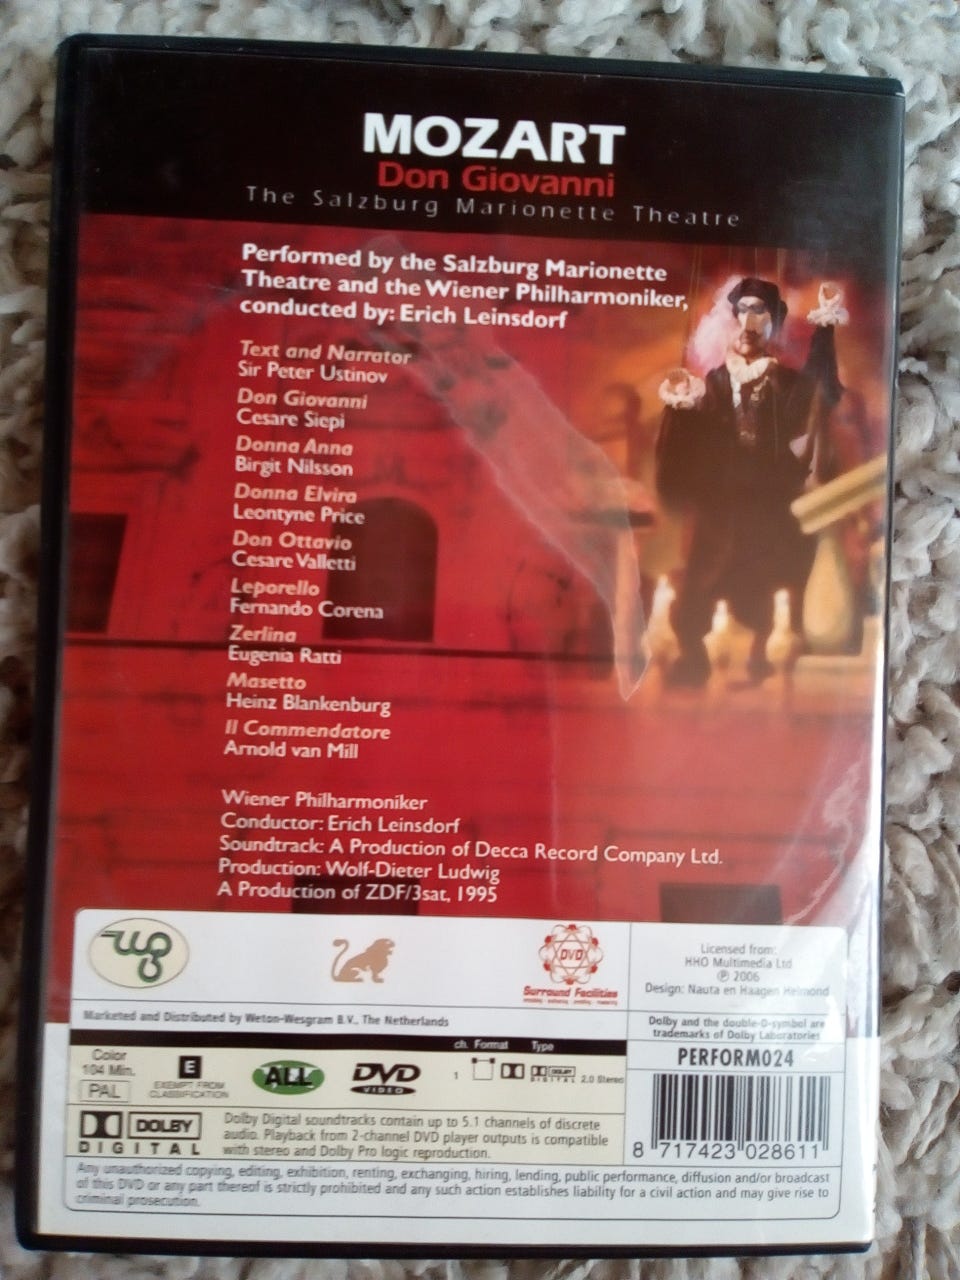 MOZART
Don Giovanni
The Salzburg Marionette Theatre
Performed by the Salzburg Marionette
Theatre and the Wiener Philharmoniker,
conducted by: Erich Leinsdorf
Text and Narrator
Sir Peter Ustinov
Don Giovanni
Cesare Siepi
Donna Anna
Birgit Nilsson
Donna Elvira
Leontyne Price
Don Ottavio
Cesare Valletti
Leporello
Fernando Corena
Zerlina
Eugenia Ratti
Masetto
Heinz Blankenburg
Il Commendatore
Arnold van Mill
Wiener Philharmoniker
Conductor: Erich Leinsdorf
Soundtrack: A Production of Decca Record Company Ltd.
Production: Wolf-Dieter Ludwig
A Production of ZDF/3sat, 1995
wg
DVD
Surround Facilities
Licensed from:
HHO Multimedia Ltd
℗ 2006
Design: Nauta en Haagen Helmond
Marketed and Distributed by Weton-Wesgram B.V., The Netherlands
Dolby and the double-D-symbol are
trademarks of Dolby Laboratories
Color
104 Min.
PAL
E
EXEMPT FROM
CLASSIFICATION
ALL
DVD
VIDEO
ch. Format Type
1
DOLBY
DIGITAL 2.0 Stereo
PERFORM024
DOLBY
DIGITAL
Dolby Digital soundtracks contain up to 5.1 channels of discrete
audio. Playback from 2-channel DVD player outputs is compatible
with stereo and Dolby Pro logic reproduction.
8 717423 028611
Any unauthorized copying, editing, exhibition, renting, exchanging, hiring, lending, public performance, diffusion and/or broadcast
of this DVD or any part thereof is strictly prohibited and any such action establishes liability for a civil action and may give rise to
criminal prosecution.